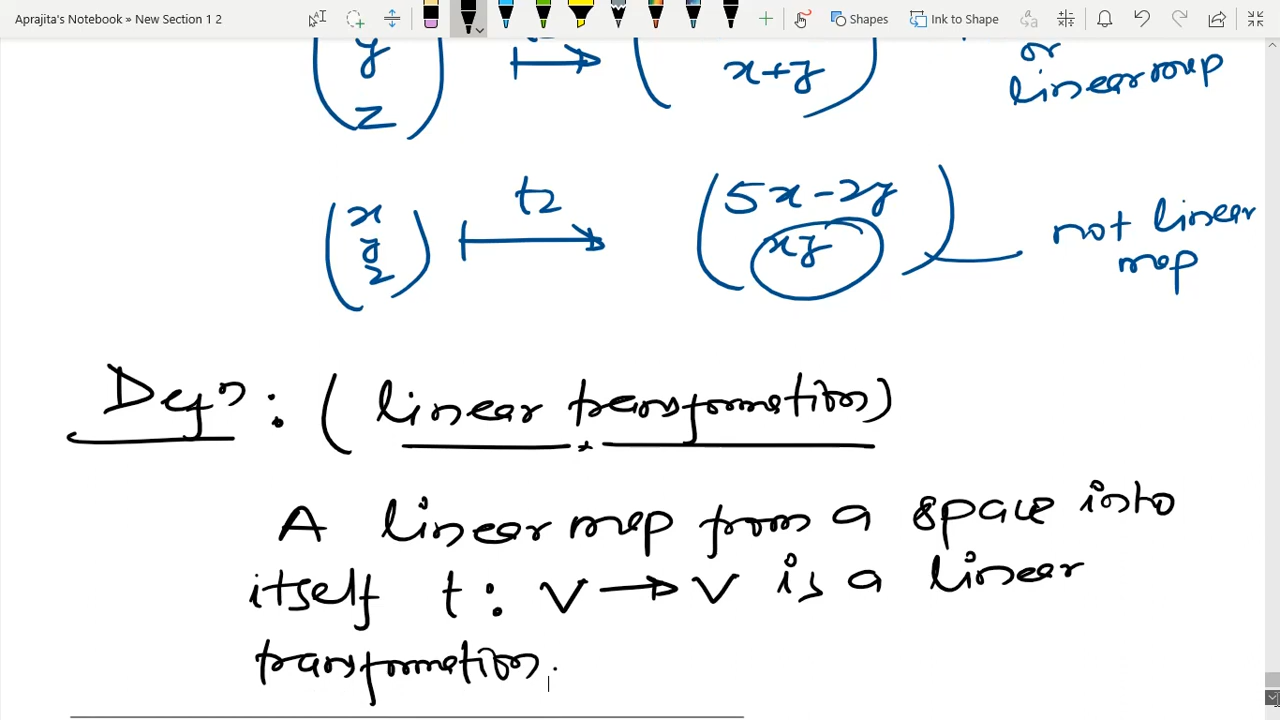 Aprajita's Notebook » New Section 1 2
Shapes
Ink to Shape
y
z
x+y
or
linear map
x
y
z
t2
5x-2y
xy
not linear
map
Defn : ( linear transformation)
A linear map from a space into
itself t : V → V is a linear
transformation.